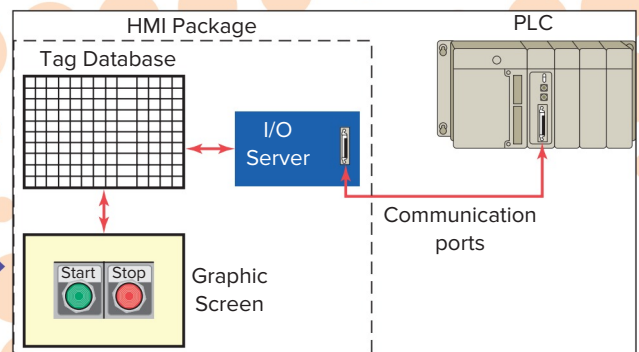 HMI Package
PLC
Tag Database
I/O
Server
Communication
ports
Start Stop
Graphic
Screen